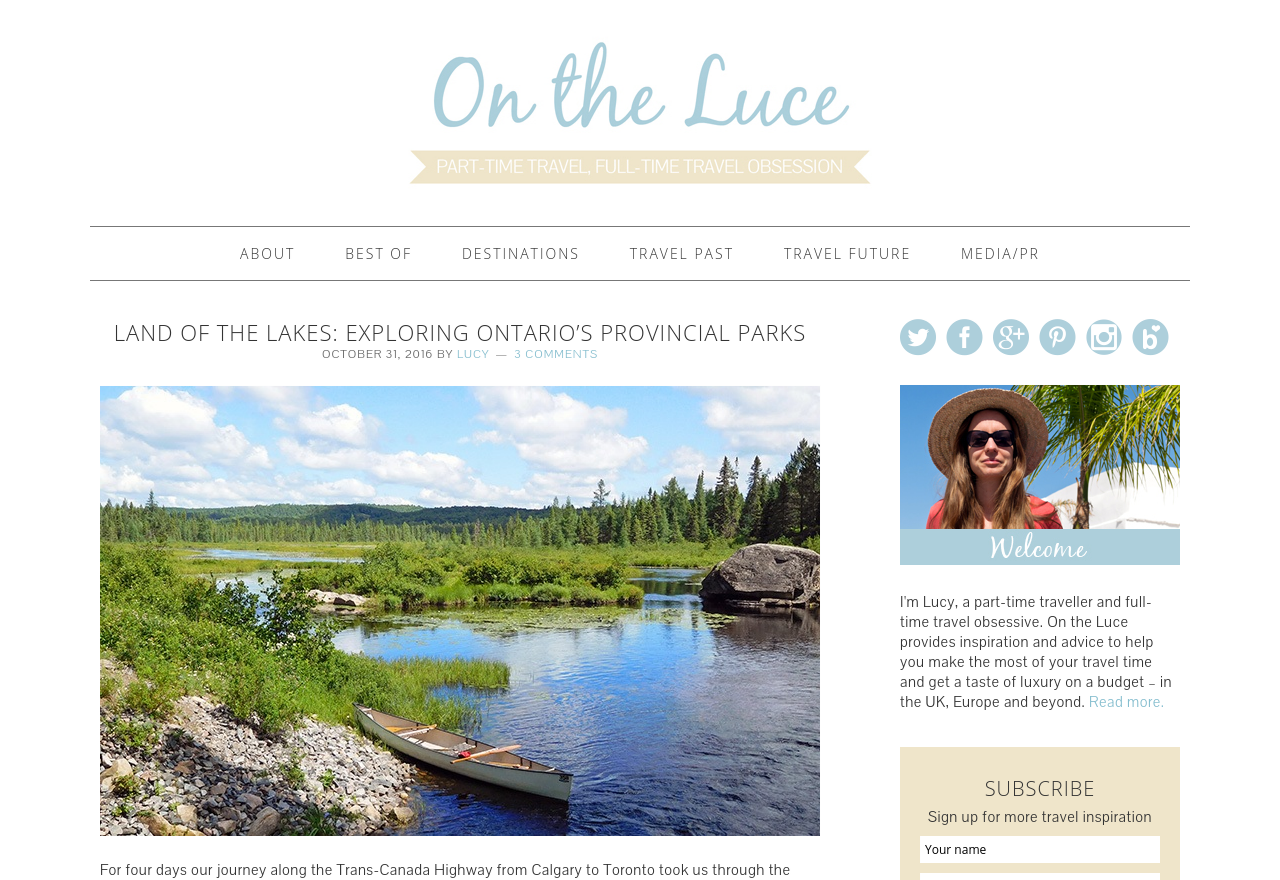 On the Luce
PART-TIME TRAVEL, FULL-TIME TRAVEL OBSESSION
ABOUT
BEST OF
DESTINATIONS
TRAVEL PAST
TRAVEL FUTURE
MEDIA/PR
LAND OF THE LAKES: EXPLORING ONTARIO’S PROVINCIAL PARKS
OCTOBER 31, 2016 BY LUCY — 3 COMMENTS
For four days our journey along the Trans-Canada Highway from Calgary to Toronto took us through the
Welcome
I'm Lucy, a part-time traveller and full-
time travel obsessive. On the Luce
provides inspiration and advice to help
you make the most of your travel time
and get a taste of luxury on a budget – in
the UK, Europe and beyond. Read more.
SUBSCRIBE
Sign up for more travel inspiration
Your name